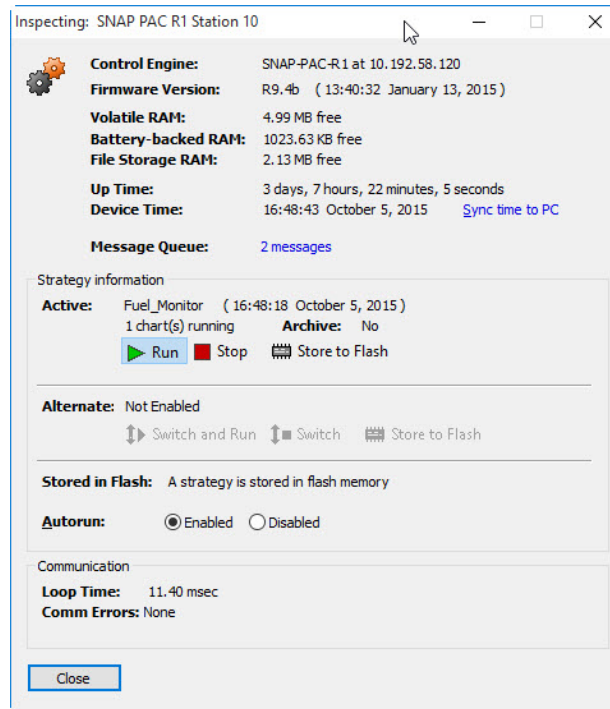 Inspecting: SNAP PAC R1 Station 10
Control Engine: SNAP-PAC-R1 at 10.192.58.120
Firmware Version: R9.4b ( 13:40:32 January 13, 2015 )
Volatile RAM: 4.99 MB free
Battery-backed RAM: 1023.63 KB free
File Storage RAM: 2.13 MB free
Up Time: 3 days, 7 hours, 22 minutes, 5 seconds
Device Time: 16:48:43 October 5, 2015 Sync time to PC
Message Queue: 2 messages
Strategy information
Active: Fuel_Monitor ( 16:48:18 October 5, 2015 )
1 chart(s) running Archive: No
Run Stop Store to Flash
Alternate: Not Enabled
Switch and Run Switch Store to Flash
Stored in Flash: A strategy is stored in flash memory
Autorun: Enabled Disabled
Communication
Loop Time: 11.40 msec
Comm Errors: None
Close